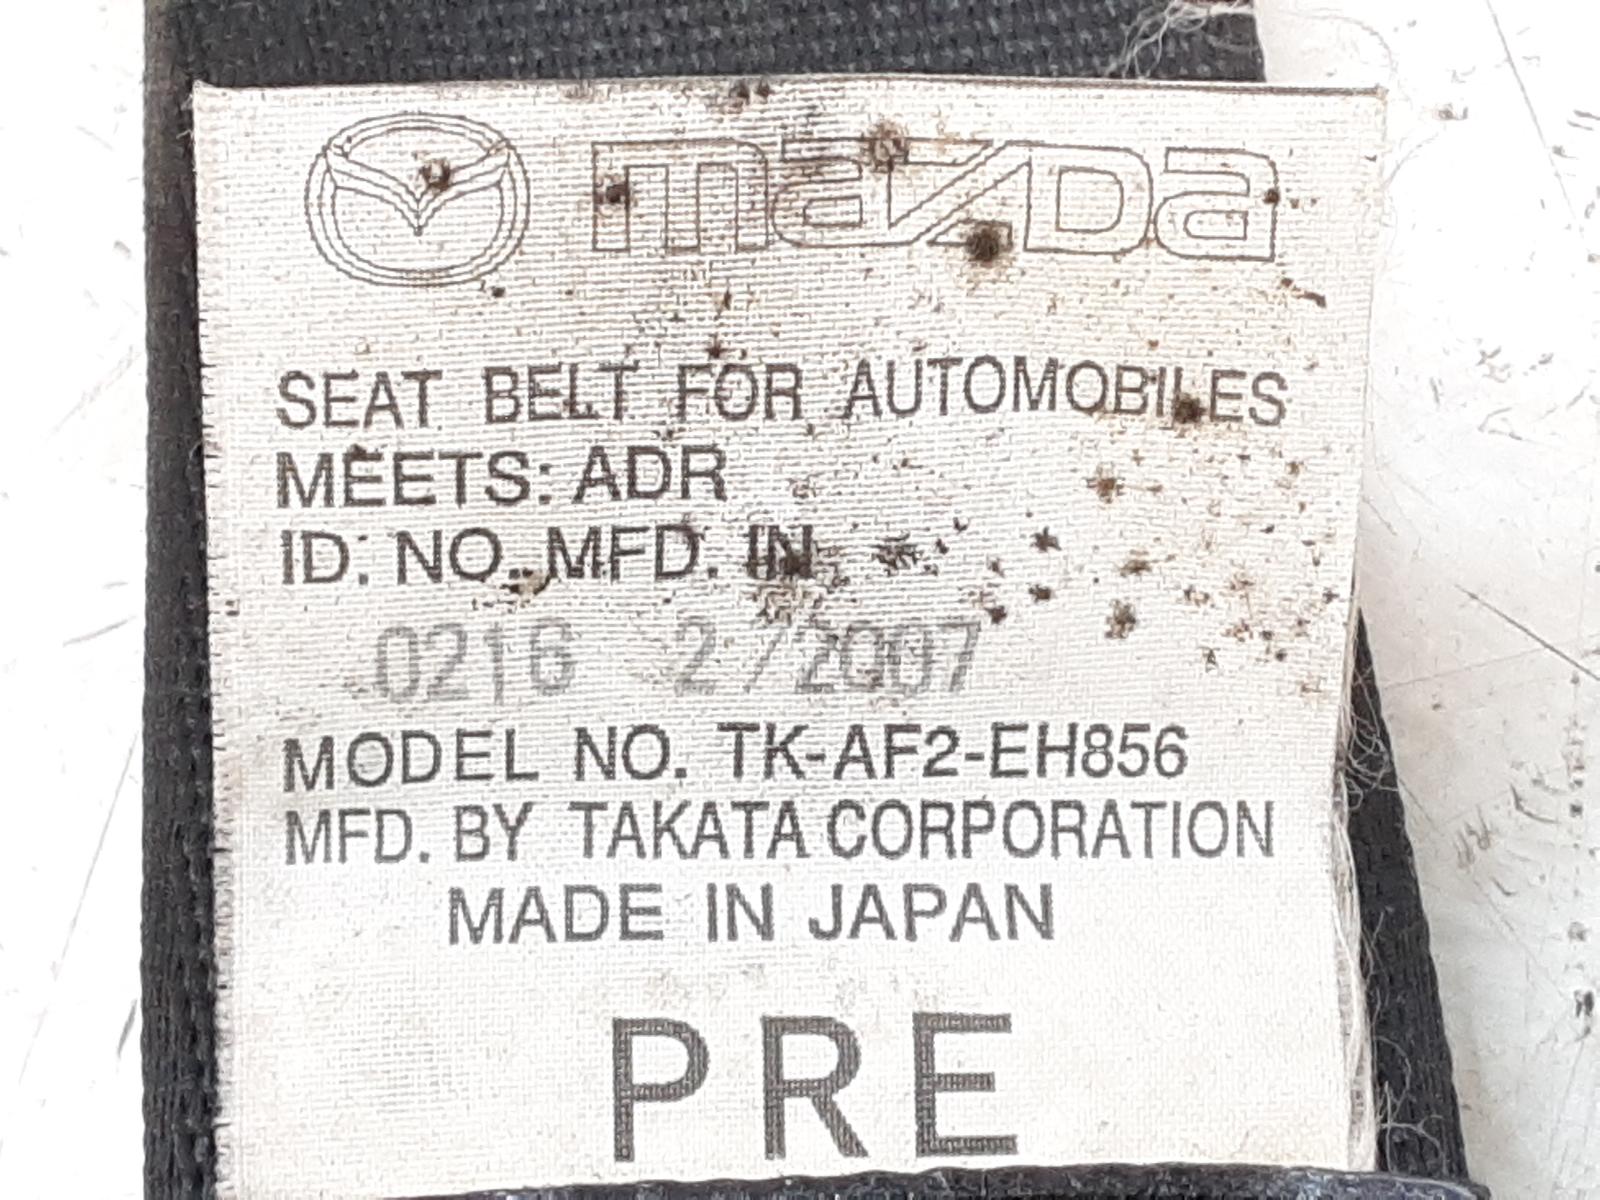 mazda
SEAT BELT FOR AUTOMOBILES
MEETS: ADR
ID. NO. MFD. IN
0216 2/2007
MODEL NO. TK-AF2-EH856
MFD. BY TAKATA CORPORATION
MADE IN JAPAN
PRE